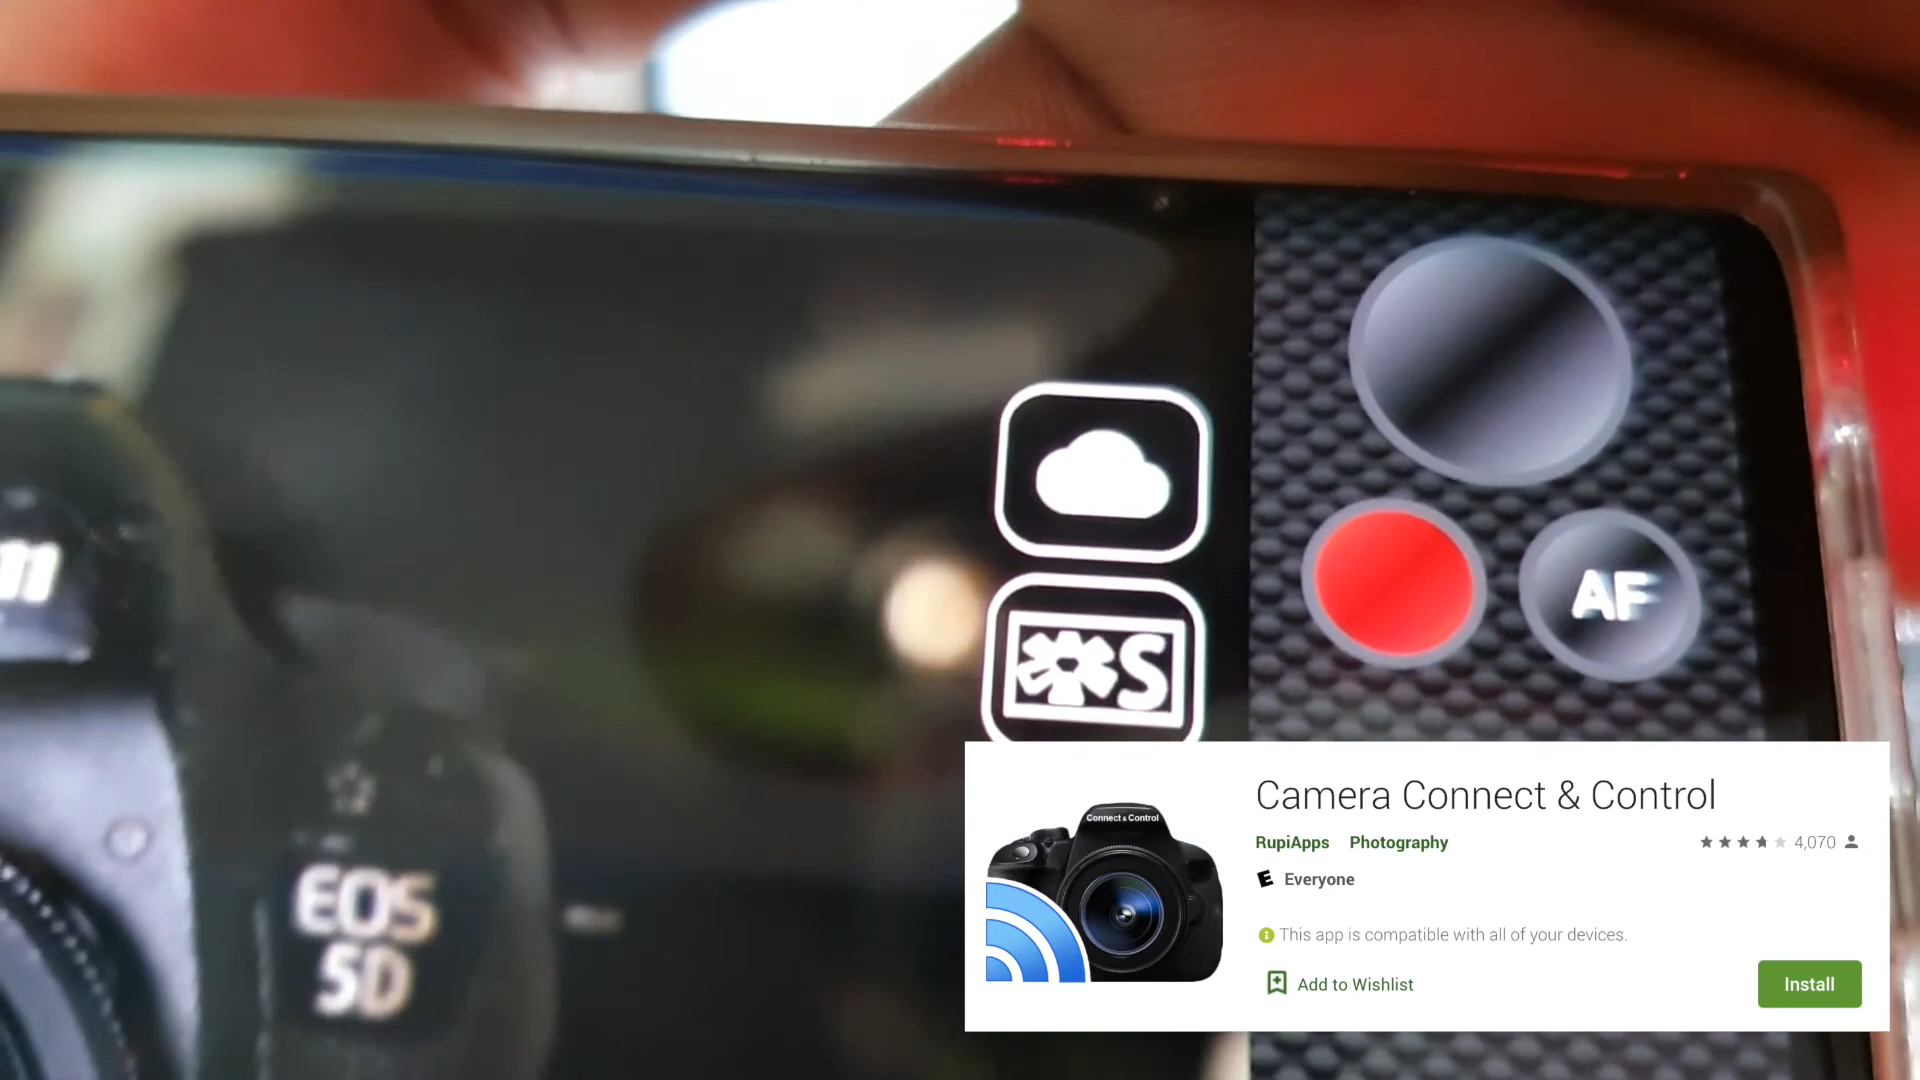 AF
S
EOS
5D
Camera Connect & Control
Connect & Control
RupiApps Photography
4,070
E Everyone
This app is compatible with all of your devices.
Add to Wishlist
Install